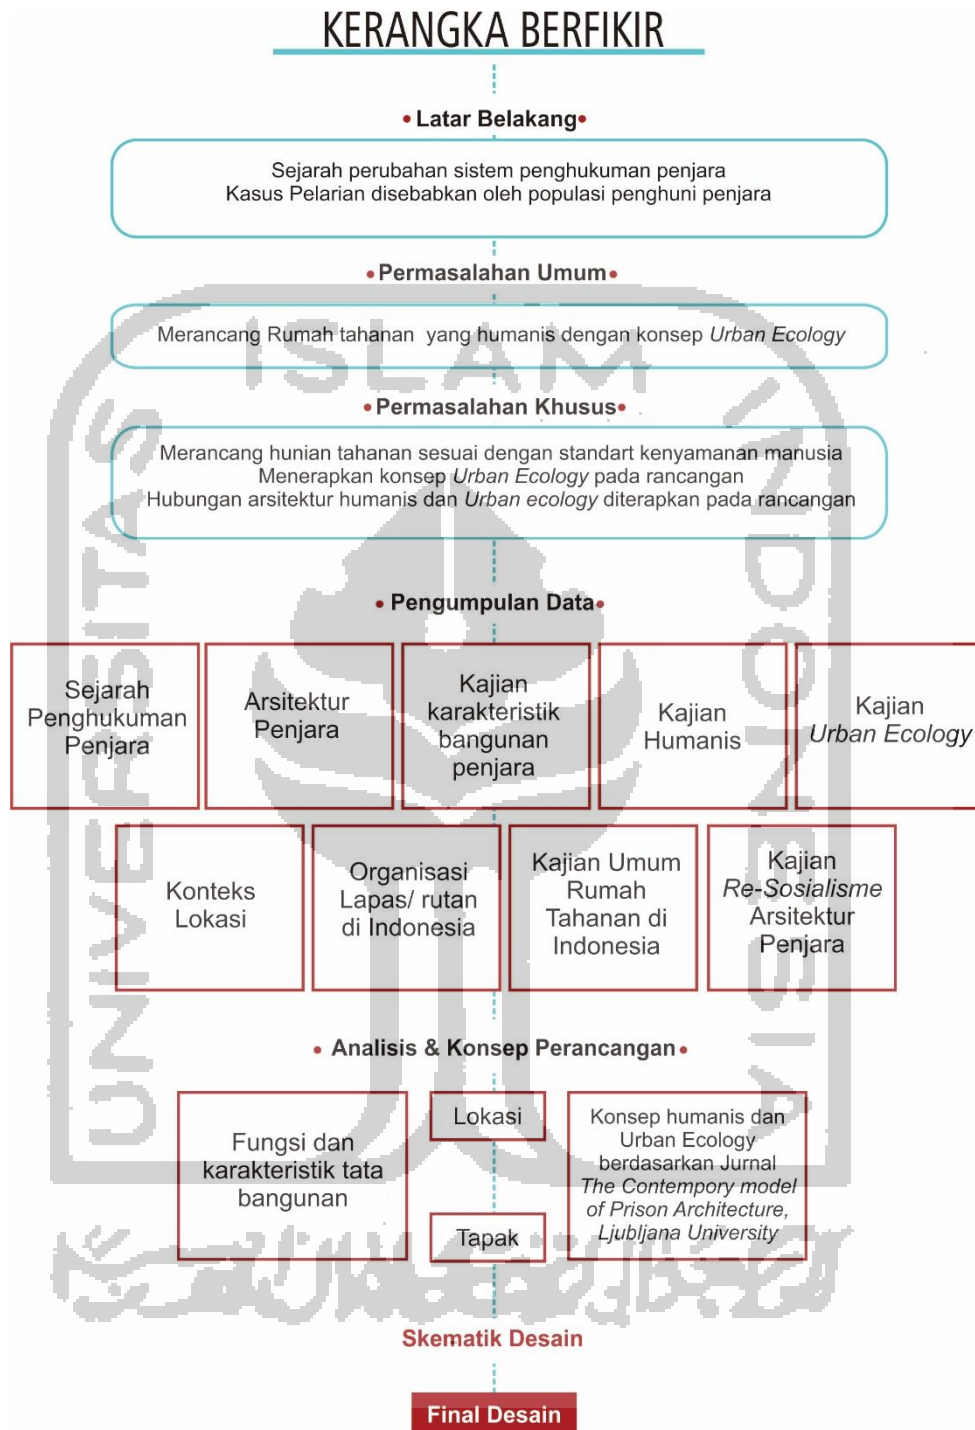 KERANGKA BERFIKIR
Latar Belakang
Sejarah perubahan sistem penghukuman penjara
Kasus Pelarian disebabkan oleh populasi penghuni penjara
Permasalahan Umum
Merancang Rumah tahanan yang humanis dengan konsep Urban Ecology
Permasalahan Khusus
Merancang hunian tahanan sesuai dengan standart kenyamanan manusia
Menerapkan konsep Urban Ecology pada rancangan
Hubungan arsitektur humanis dan Urban ecology diterapkan pada rancangan
Pengumpulan Data
Sejarah
Penghukuman
Penjara
Arsitektur
Penjara
Kajian
karakteristik
bangunan
penjara
Kajian
Humanis
Kajian
Urban Ecology
Konteks
Lokasi
Organisasi
Lapas/ rutan
di Indonesia
Kajian Umum
Rumah
Tahanan di
Indonesia
Kajian
Re-Sosialisme
Arsitektur
Penjara
Analisis & Konsep Perancangan
Fungsi dan
karakteristik tata
bangunan
Lokasi
Tapak
Konsep humanis dan
Urban Ecology
berdasarkan Jurnal
The Contempory model
of Prison Architecture,
Ljubljana University
Skematik Desain
Final Desain
UNIVERSITAS
ISLAM
INDONESIA